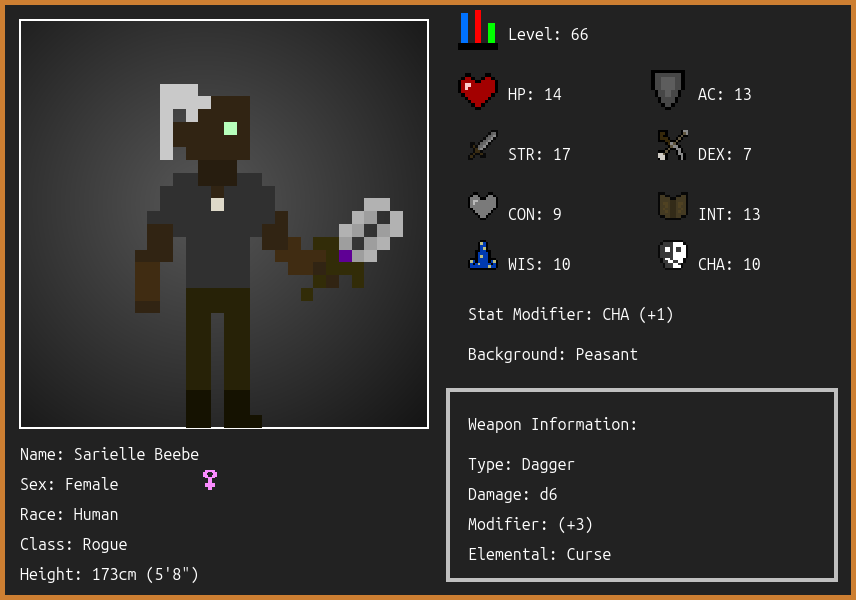 Level: 66
HP: 14
AC: 13
STR: 17
DEX: 7
CON: 9
INT: 13
WIS: 10
CHA: 10
Stat Modifier: CHA (+1)
Background: Peasant
Weapon Information:
Type: Dagger
Damage: d6
Modifier: (+3)
Elemental: Curse
Name: Sarielle Beebe
Sex: Female
Race: Human
Class: Rogue
Height: 173cm (5'8")